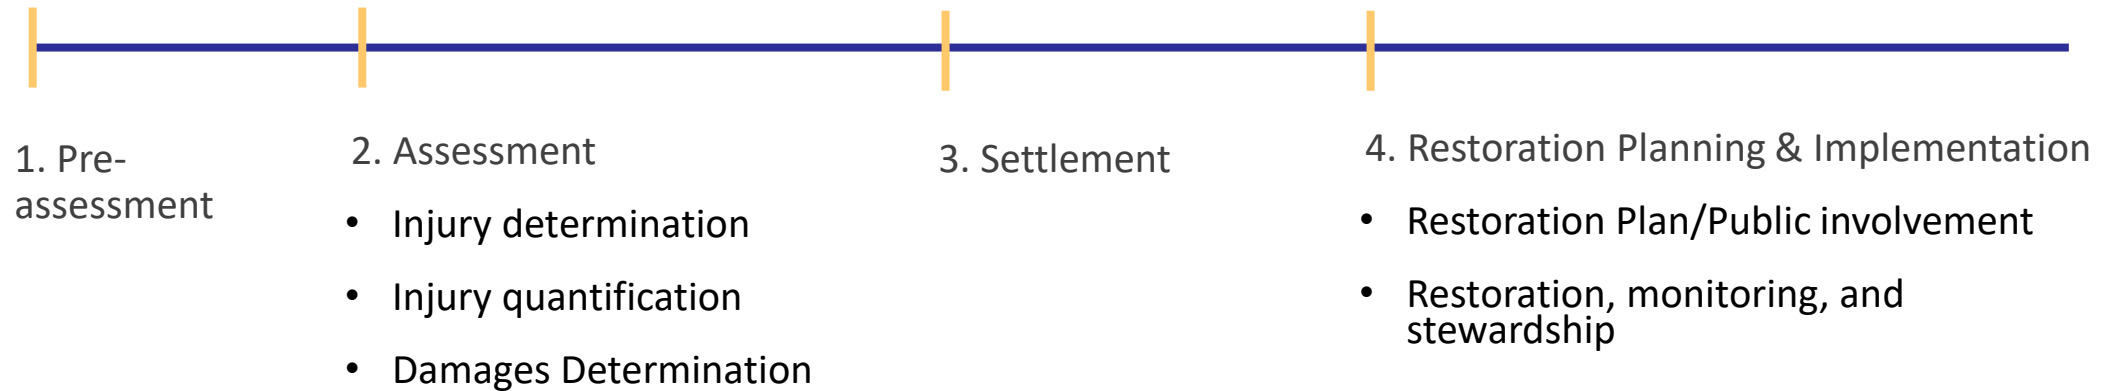 1. Pre-
assessment
2. Assessment
• Injury determination
• Injury quantification
• Damages Determination
3. Settlement
4. Restoration Planning & Implementation
• Restoration Plan/Public involvement
• Restoration, monitoring, and
stewardship